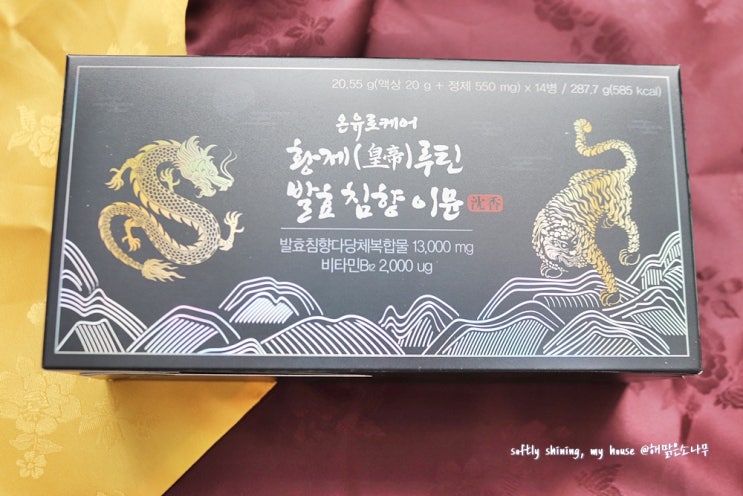 20.55 g(액상 20 g + 정제 550 mg) x 14병 / 287.7 g(585 kcal)
온유로케어
황제(皇帝)루틴
발효 침향 이뮨 沈香
발효침향다당체복합물 13,000 mg
비타민B12 2,000 ug
softly shining, my house @해맑은소나무